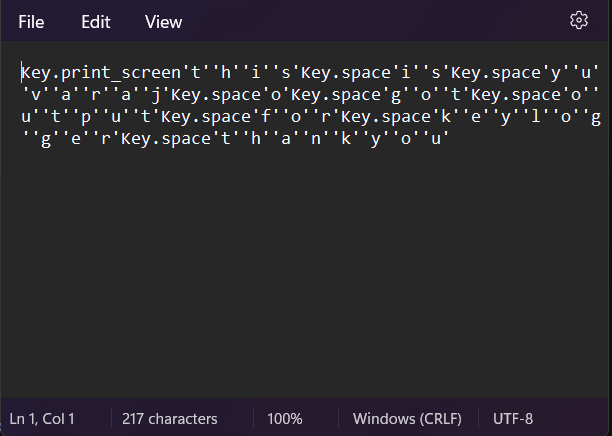 File Edit View
Key.print_screen't''h''i''s'Key.space'i''s'Key.space'y''u'
'v''a''r''a''j'Key.space'o'Key.space'g''o''t'Key.space'o''
u''t''p''u''t'Key.space'f''o''r'Key.space'k''e''y''l''o''g
''g''e''r'Key.space't''h''a''n''k''y''o''u'
Ln 1, Col 1 217 characters 100% Windows (CRLF) UTF-8